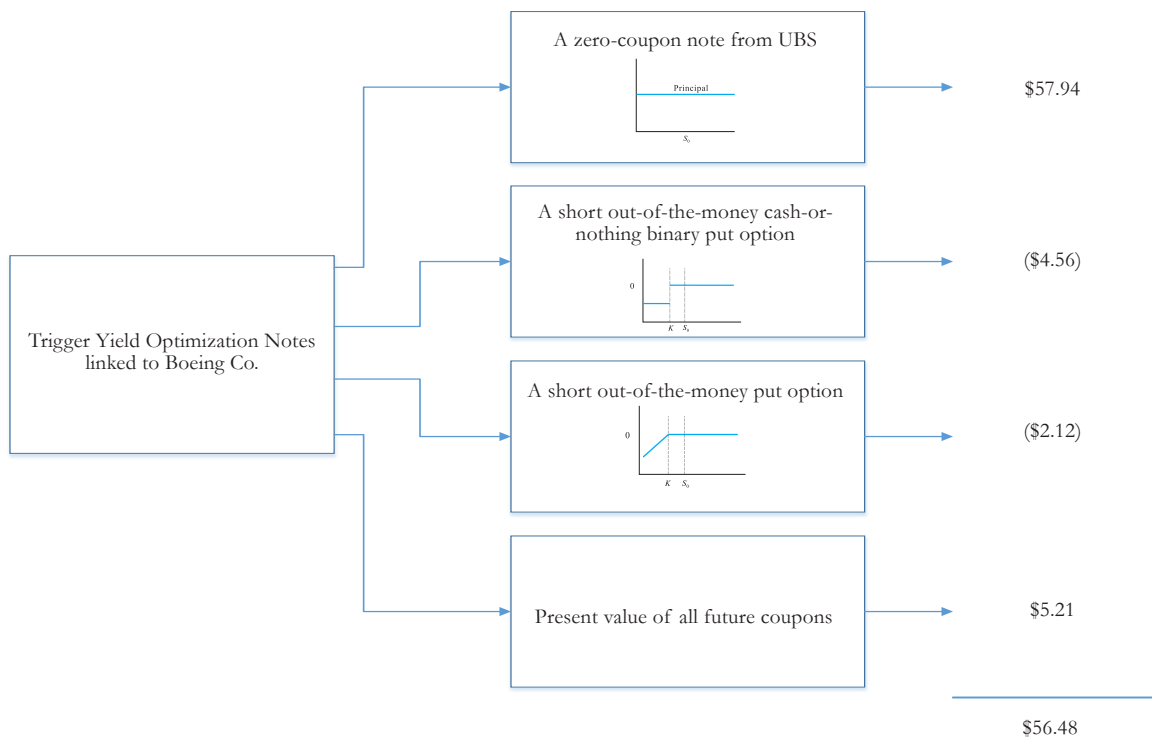 A zero-coupon note from UBS
Principal
S0
$57.94
A short out-of-the-money cash-or-
nothing binary put option
0
K
S0
($4.56)
Trigger Yield Optimization Notes
linked to Boeing Co.
A short out-of-the-money put option
0
K
S0
($2.12)
Present value of all future coupons
$5.21
$56.48